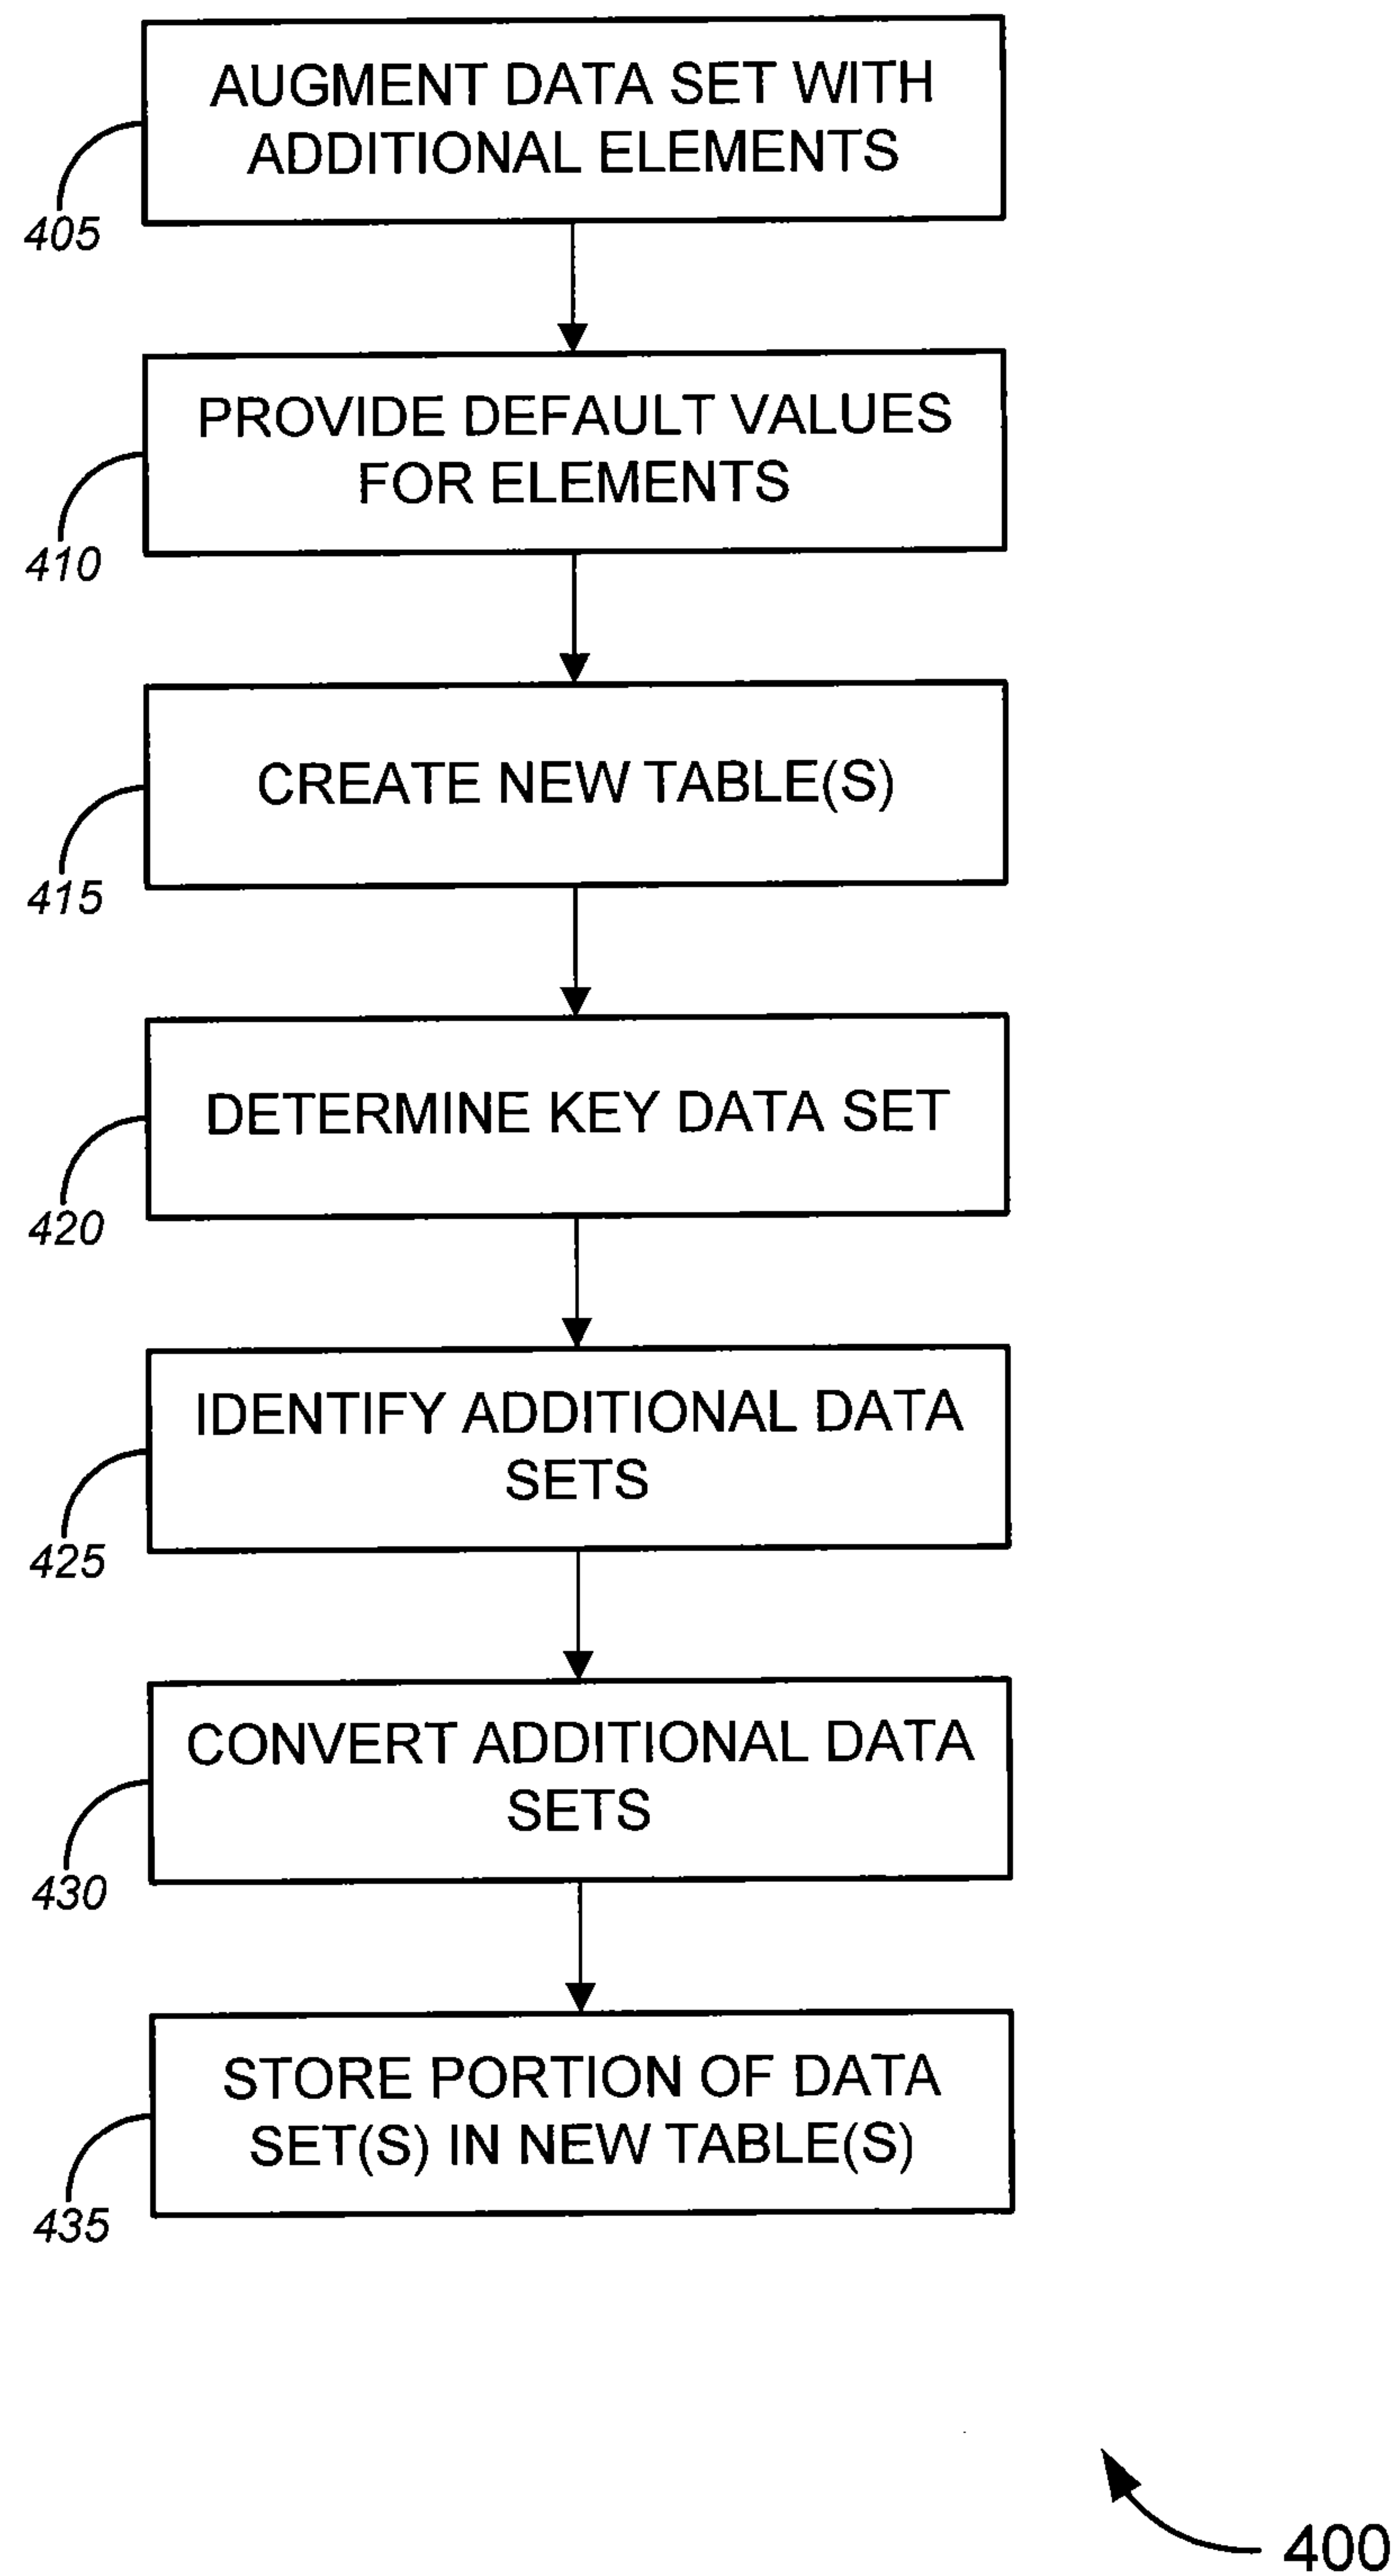 AUGMENT DATA SET WITH
ADDITIONAL ELEMENTS
405
PROVIDE DEFAULT VALUES
FOR ELEMENTS
410
CREATE NEW TABLE(S)
415
DETERMINE KEY DATA SET
420
IDENTIFY ADDITIONAL DATA
SETS
425
CONVERT ADDITIONAL DATA
SETS
430
STORE PORTION OF DATA
SET(S) IN NEW TABLE(S)
435
400